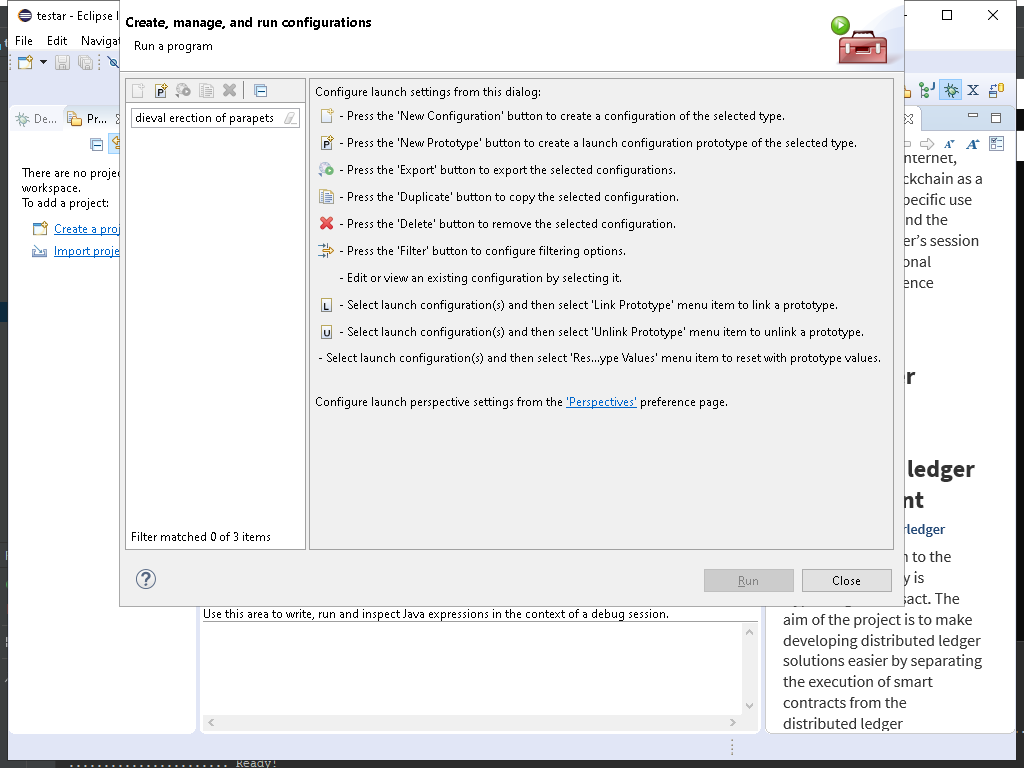 testar - Eclipse I
File Edit Navigat
Create, manage, and run configurations
Run a program
De... Pr...
dieval erection of parapets
There are no projec
workspace.
To add a project:
Create a proj
Import proje
Filter matched 0 of 3 items
Configure launch settings from this dialog:
- Press the 'New Configuration' button to create a configuration of the selected type.
P - Press the 'New Prototype' button to create a launch configuration prototype of the selected type.
- Press the 'Export' button to export the selected configurations.
- Press the 'Duplicate' button to copy the selected configuration.
- Press the 'Delete' button to remove the selected configuration.
- Press the 'Filter' button to configure filtering options.
- Edit or view an existing configuration by selecting it.
L - Select launch configuration(s) and then select 'Link Prototype' menu item to link a prototype.
U - Select launch configuration(s) and then select 'Unlink Prototype' menu item to unlink a prototype.
- Select launch configuration(s) and then select 'Res...ype Values' menu item to reset with prototype values.
Configure launch perspective settings from the 'Perspectives' preference page.
Run Close
nternet,
ckchain as a
pecific use
nd the
er's session
onal
ence
r
ledger
nt
rledger
n to the
y is
sact. The
aim of the project is to make
developing distributed ledger
solutions easier by separating
the execution of smart
contracts from the
distributed ledger
Use this area to write, run and inspect Java expressions in the context of a debug session.
Ready!